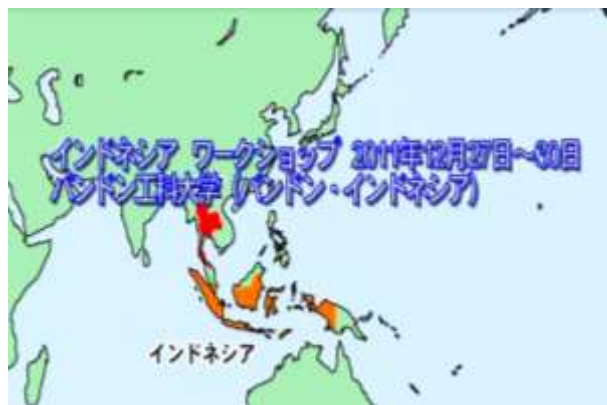 インドネシア ワークショップ 2011年12月27日～30日
バンドン工科大学 (バンドン・インドネシア)
インドネシア